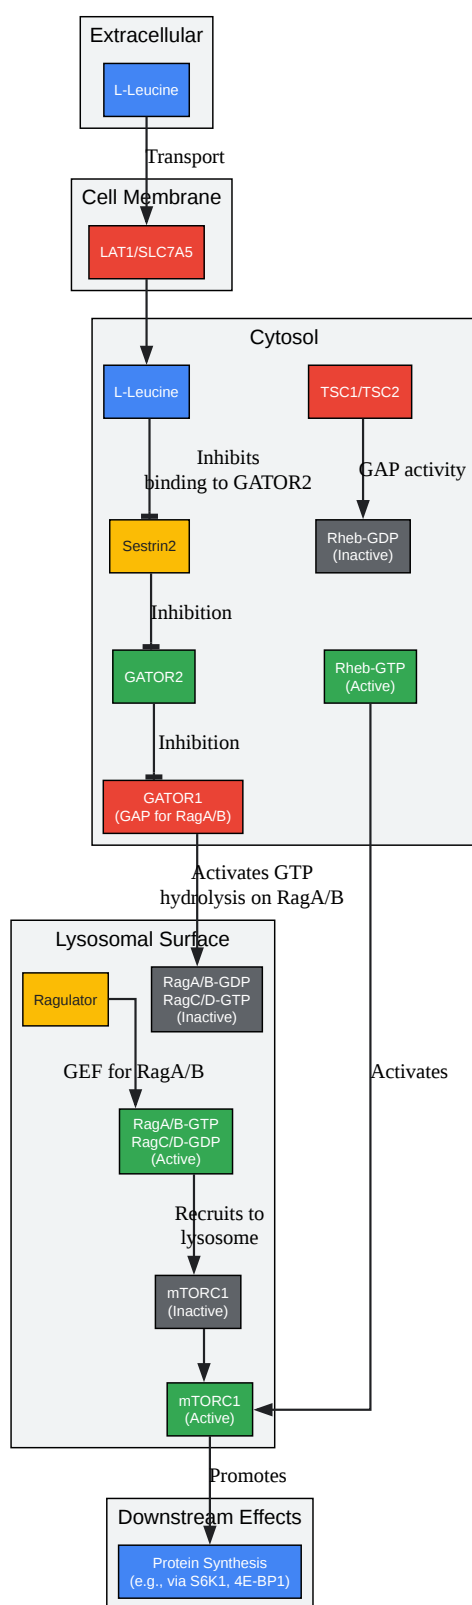 Extracellular
L-Leucine
Transport
Cell Membrane
LAT1/SLC7A5
Cytosol
L-Leucine
TSC1/TSC2
Inhibits
binding to GATOR2
GAP activity
Sestrin2
Rheb-GDP
(Inactive)
Inhibition
GATOR2
Rheb-GTP
(Active)
Inhibition
GATOR1
(GAP for RagA/B)
Activates GTP
hydrolysis on RagA/B
Lysosomal Surface
Ragulator
RagA/B-GDP
RagC/D-GTP
(Inactive)
GEF for RagA/B
Activates
RagA/B-GTP
RagC/D-GDP
(Active)
Recruits to
lysosome
mTORC1
(Inactive)
mTORC1
(Active)
Promotes
Downstream Effects
Protein Synthesis
(e.g., via S6K1, 4E-BP1)